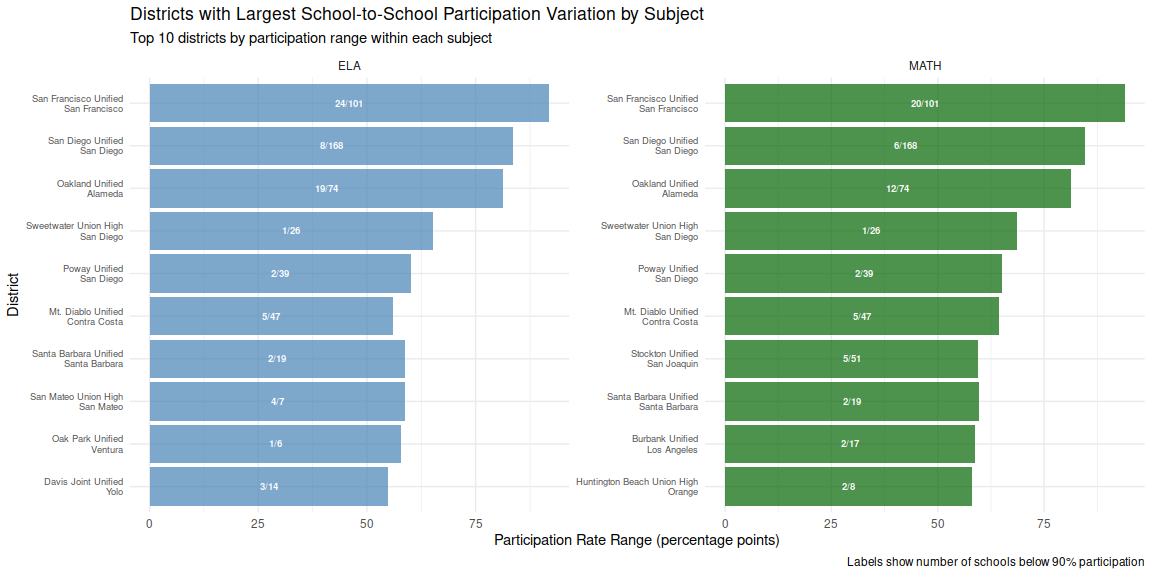 Districts with Largest School-to-School Participation Variation by Subject
Top 10 districts by participation range within each subject
ELA
MATH
District
San Francisco Unified
San Francisco
24/101
San Diego Unified
San Diego
8/168
Oakland Unified
Alameda
19/74
Sweetwater Union High
San Diego
1/26
Poway Unified
San Diego
2/39
Mt. Diablo Unified
Contra Costa
5/47
Santa Barbara Unified
Santa Barbara
2/19
San Mateo Union High
San Mateo
4/7
Oak Park Unified
Ventura
1/6
Davis Joint Unified
Yolo
3/14
0 25 50 75
San Francisco Unified
San Francisco
20/101
San Diego Unified
San Diego
6/168
Oakland Unified
Alameda
12/74
Sweetwater Union High
San Diego
1/26
Poway Unified
San Diego
2/39
Mt. Diablo Unified
Contra Costa
5/47
Stockton Unified
San Joaquin
5/51
Santa Barbara Unified
Santa Barbara
2/19
Burbank Unified
Los Angeles
2/17
Huntington Beach Union High
Orange
2/8
0 25 50 75
Participation Rate Range (percentage points)
Labels show number of schools below 90% participation